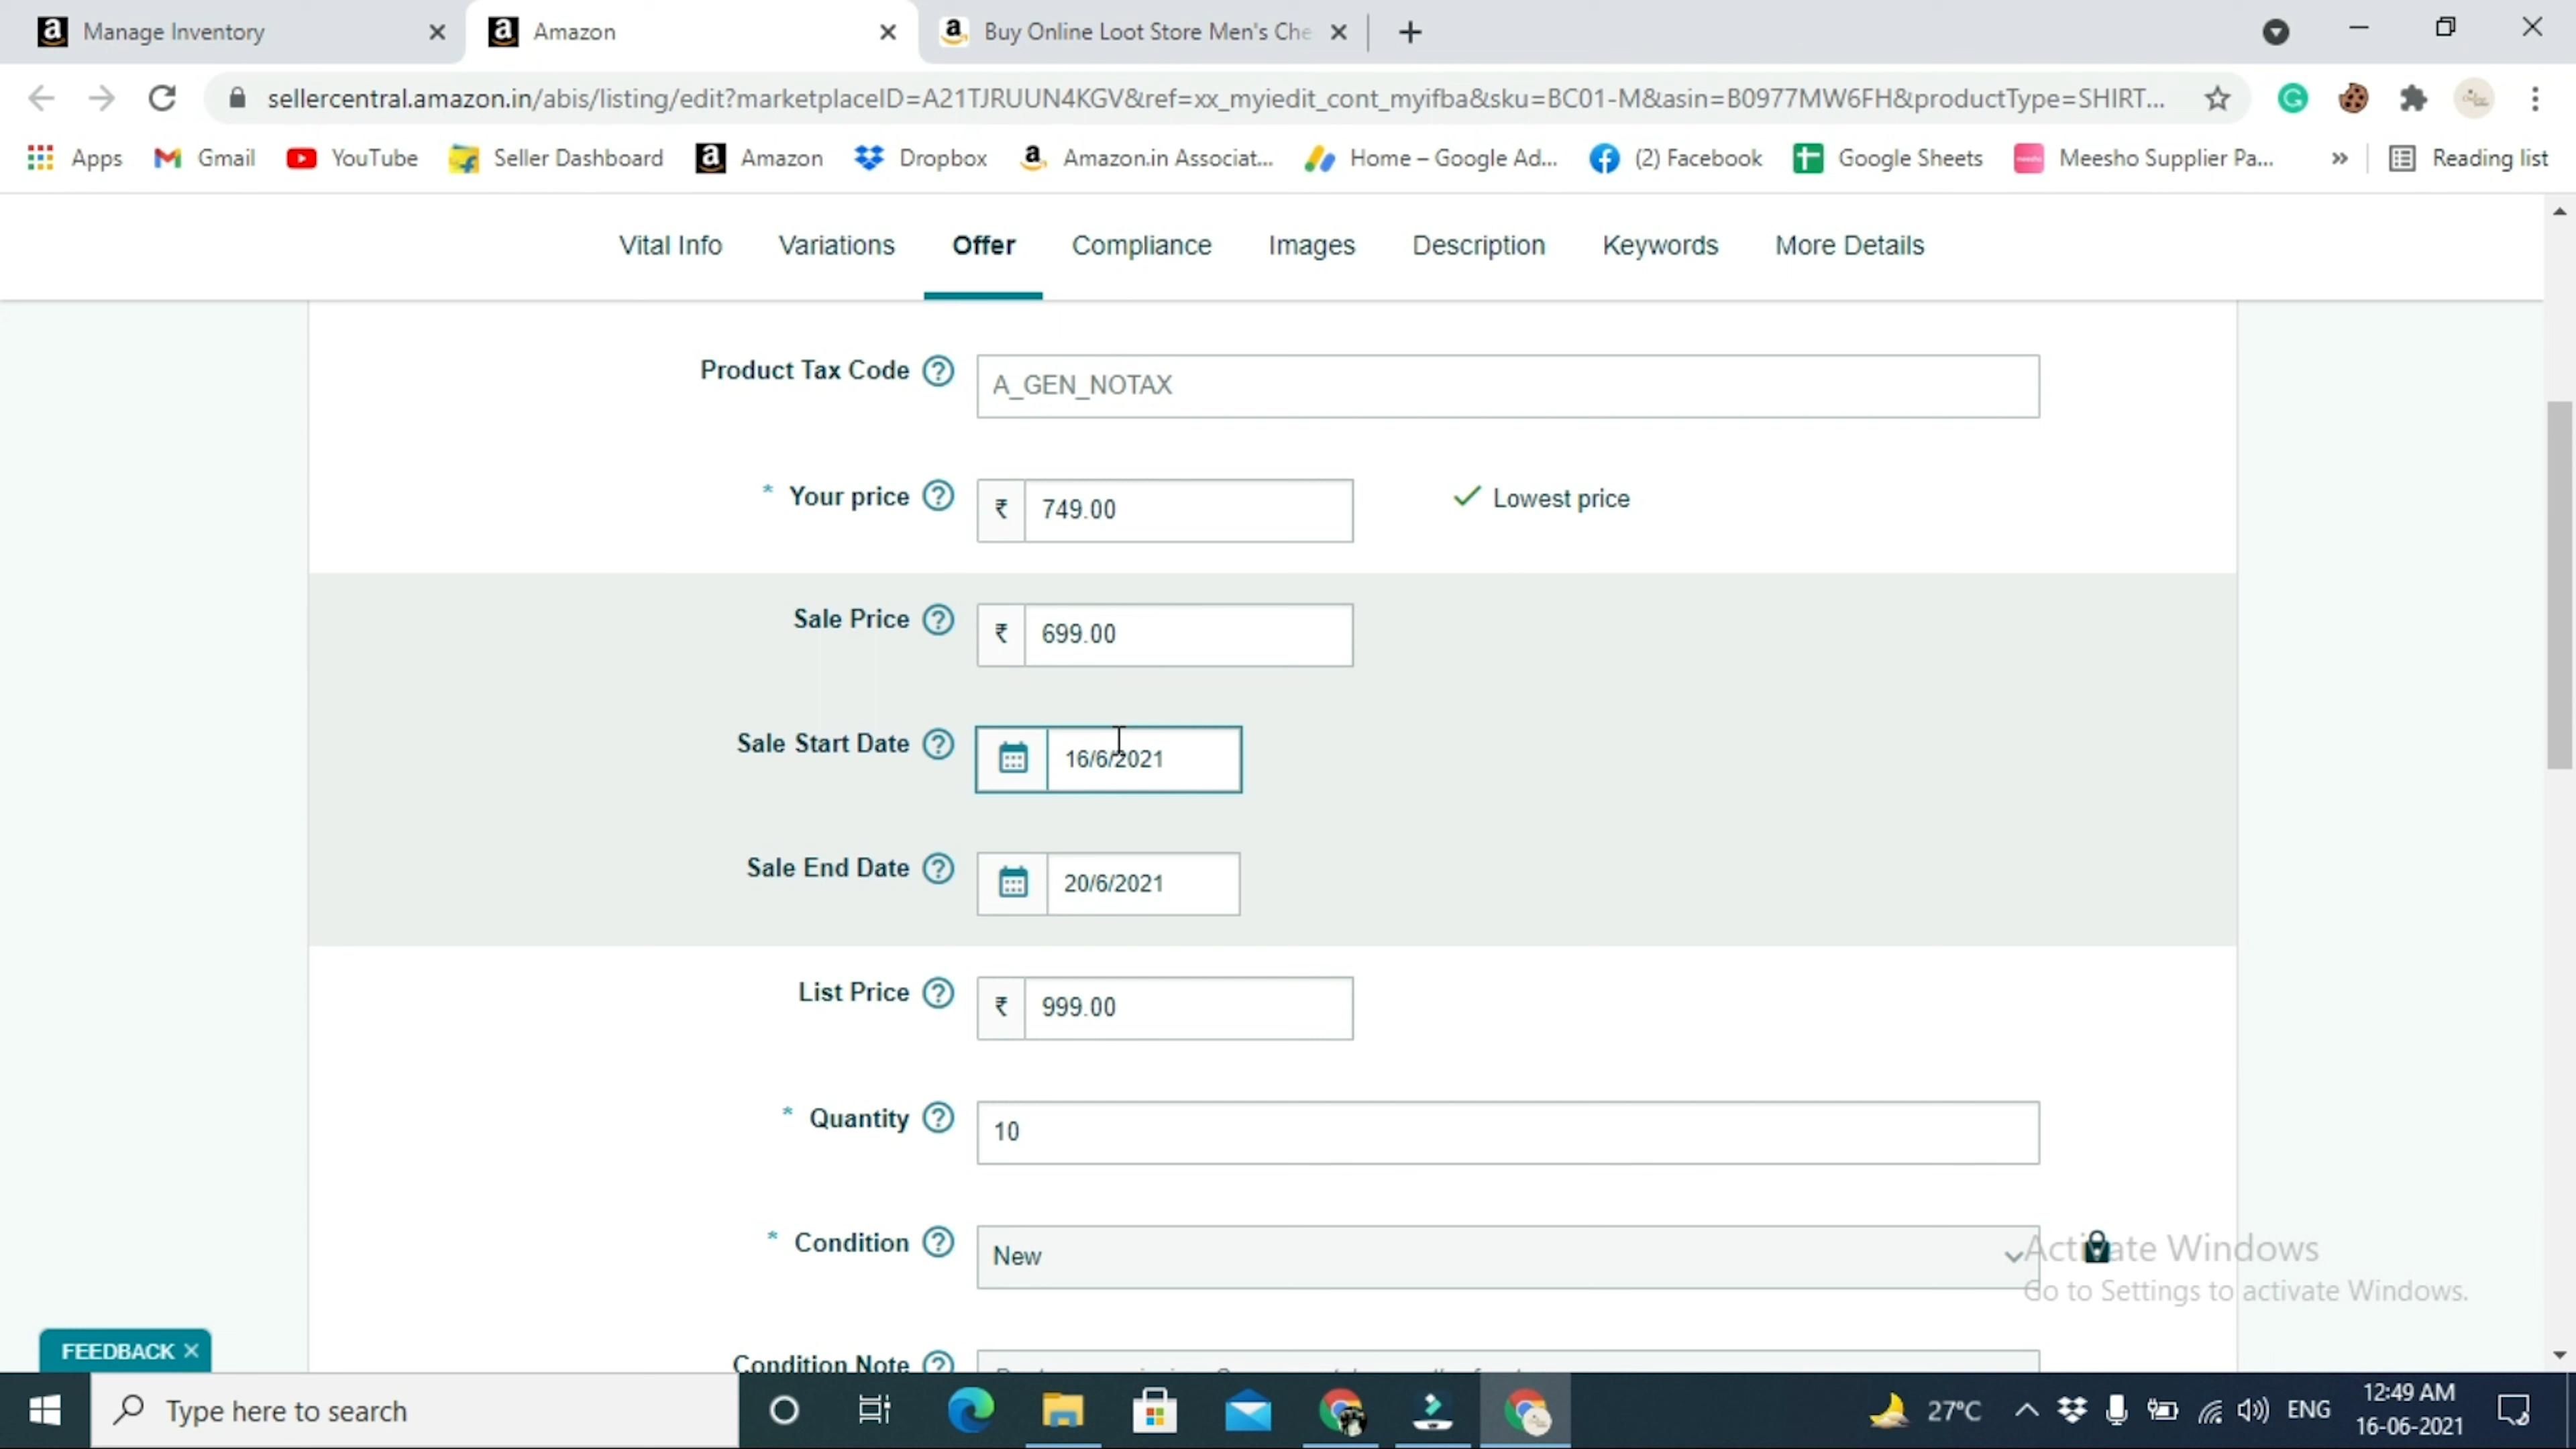 Manage Inventory
Amazon
Buy Online Loot Store Men's Che
sellercentral.amazon.in/abis/listing/edit?marketplaceID=A21TJRUUN4KGV&ref=xx_myiedit_cont_myifba&sku=BC01-M&asin=B0977MW6FH&productType=SHIRT...
Apps
Gmail
YouTube
Seller Dashboard
Amazon
Dropbox
Amazon.in Associat...
Home – Google Ad...
(2) Facebook
Google Sheets
Meesho Supplier Pa...
»
Reading list
Vital Info
Variations
Offer
Compliance
Images
Description
Keywords
More Details
Product Tax Code ?
A_GEN_NOTAX
* Your price ?
₹ 749.00
Lowest price
Sale Price ?
₹ 699.00
Sale Start Date ?
16/6/2021
Sale End Date ?
20/6/2021
List Price ?
₹ 999.00
* Quantity ?
10
* Condition ?
New
Activate Windows
Go to Settings to activate Windows.
Condition Note ?
FEEDBACK ×
Type here to search
27°C
ENG
12:49 AM
16-06-2021